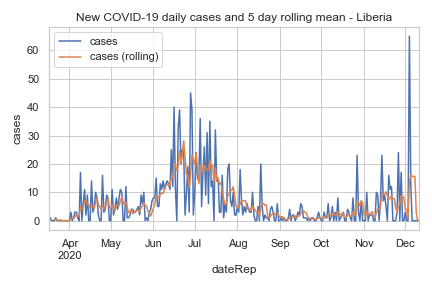 New COVID-19 daily cases and 5 day rolling mean - Liberia
cases
cases (rolling)
60
50
40
30
20
10
0
cases
Apr May Jun Jul Aug Sep Oct Nov Dec
2020
dateRep